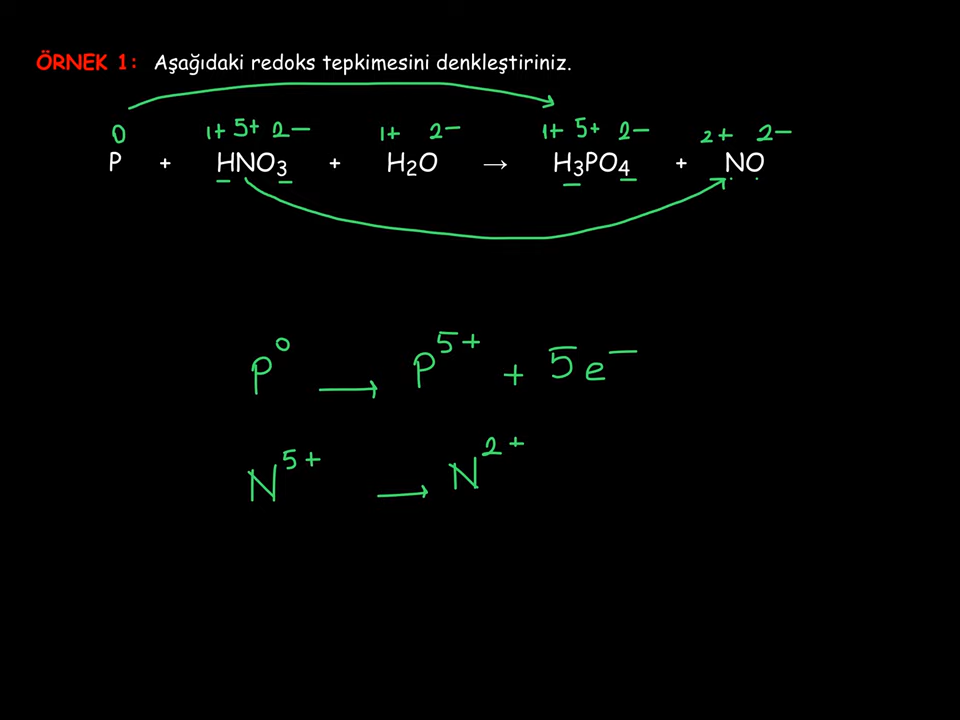 ÖRNEK 1: Aşağıdaki redoks tepkimesini denkleştiriniz.
0 1+ 5+ 2− 1+ 2− 1+ 5+ 2− 2+ 2−
P + HNO₃ + H₂O → H₃PO₄ + NO
P⁰ → P⁵⁺ + 5e⁻
N⁵⁺ → N²⁺